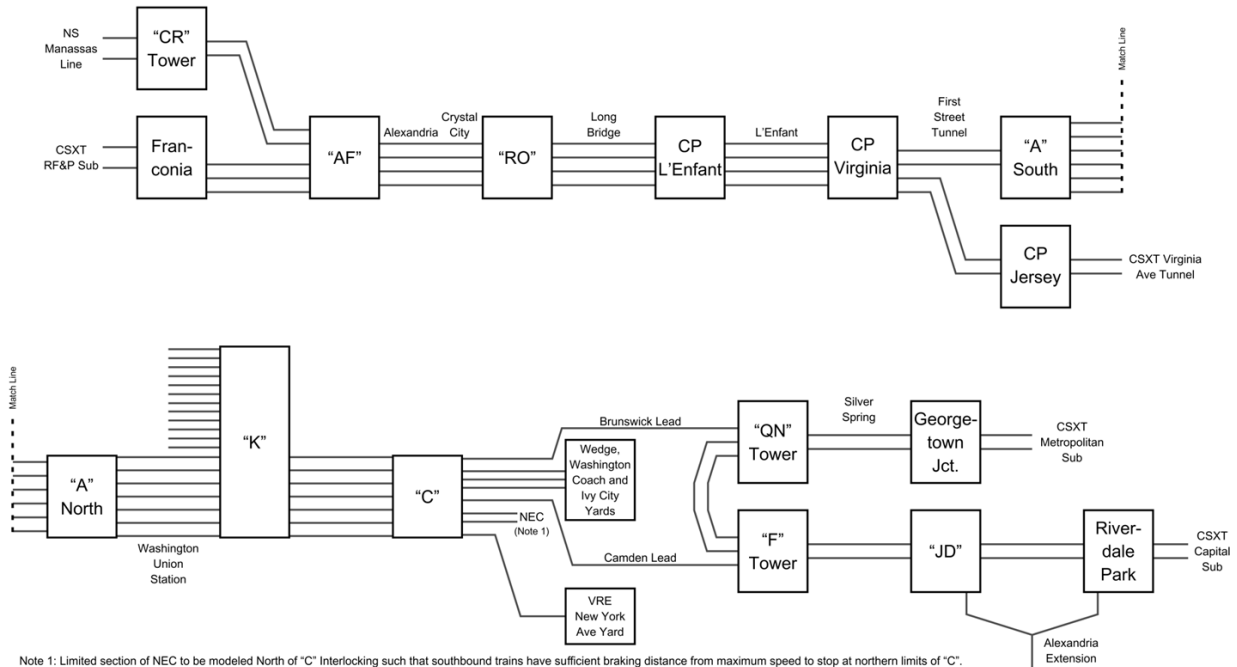 NS
Manassas
Line
“CR”
Tower
CSXT
RF&P Sub
Fran-
conia
“AF”
Alexandria
Crystal
City
“RO”
Long
Bridge
CP
L’Enfant
L’Enfant
CP
Virginia
First
Street
Tunnel
“A”
South
Match Line
CP
Jersey
CSXT Virginia
Ave Tunnel
Match Line
“A”
North
Washington
Union
Station
“K”
“C”
Brunswick Lead
Wedge,
Washington
Coach and
Ivy City
Yards
NEC
(Note 1)
Camden Lead
VRE
New York
Ave Yard
“QN”
Tower
Silver
Spring
George-
town
Jct.
CSXT
Metropolitan
Sub
“F”
Tower
“JD”
River-
dale
Park
CSXT
Capital
Sub
Alexandria
Extension
Note 1: Limited section of NEC to be modeled North of “C” Interlocking such that southbound trains have sufficient braking distance from maximum speed to stop at northern limits of “C”.